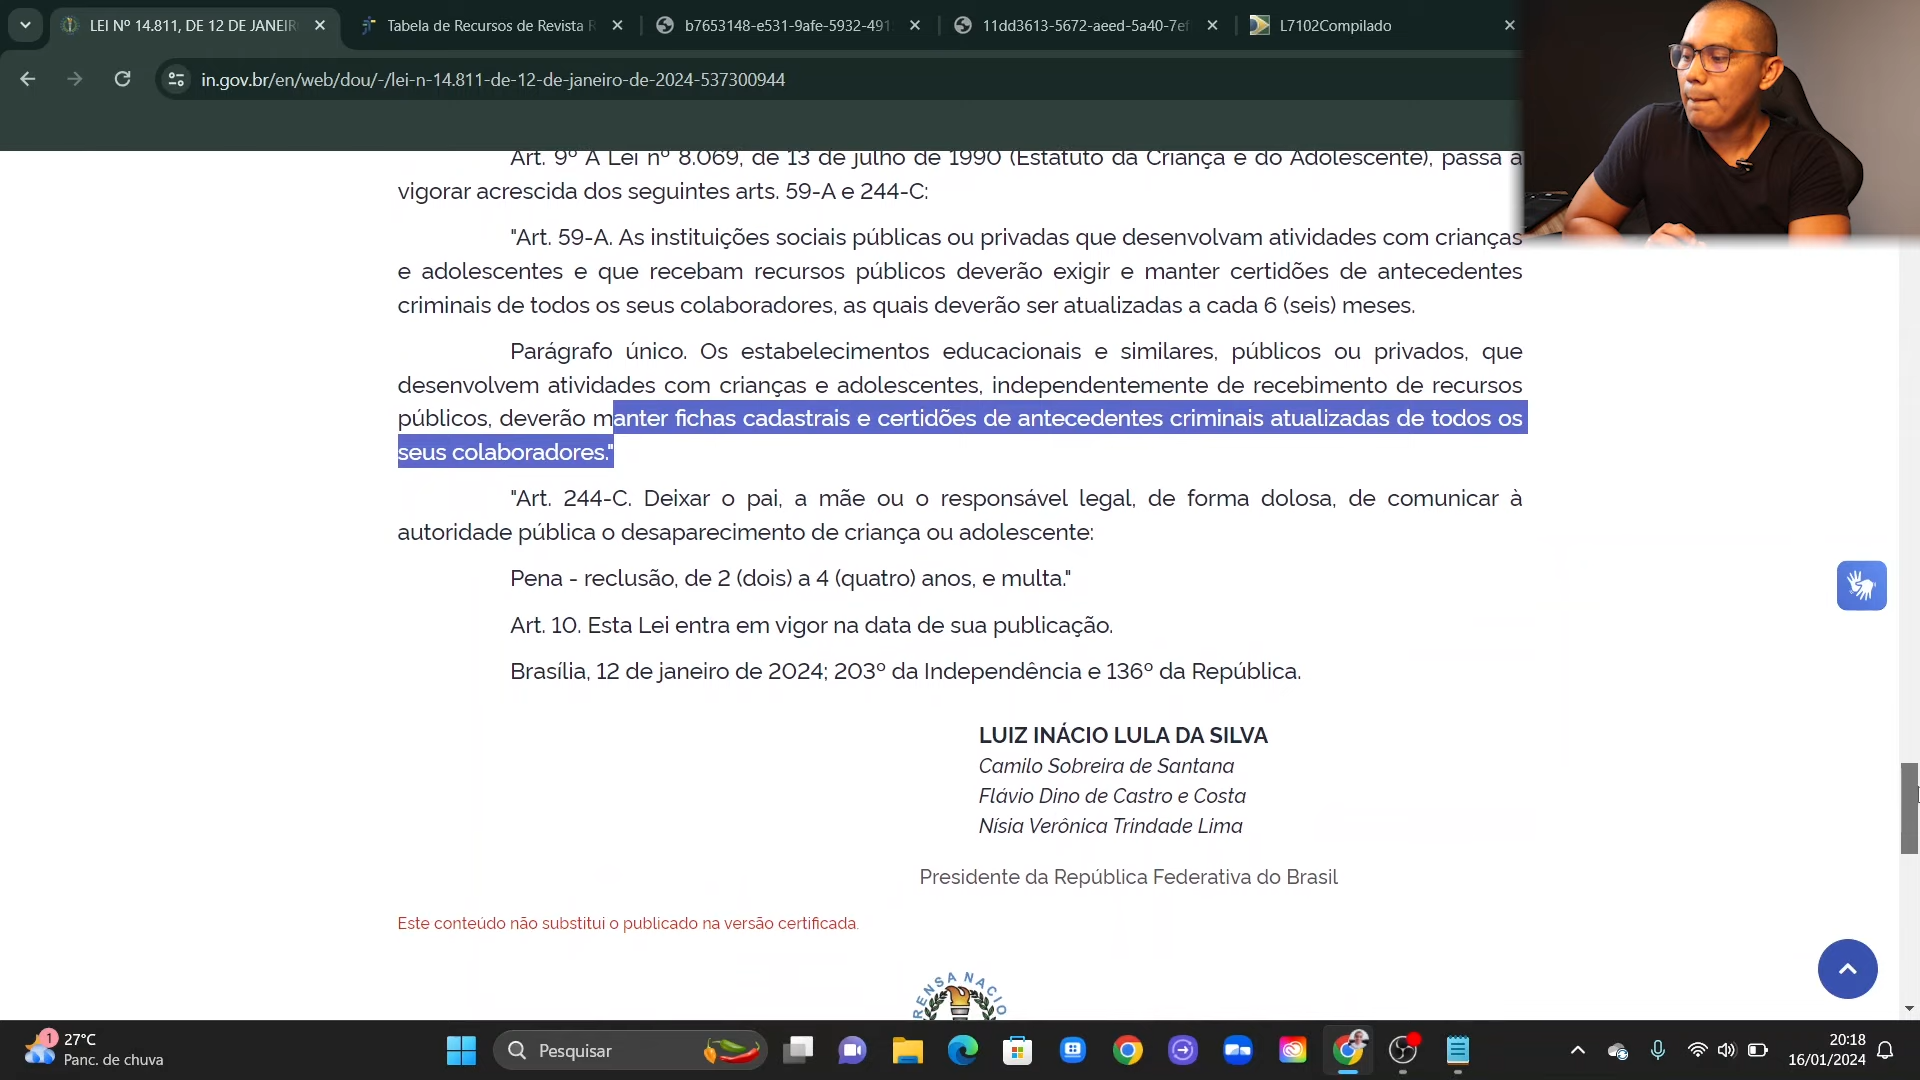 LEI Nº 14.811, DE 12 DE JANEIR
Tabela de Recursos de Revista R
b7653148-e531-9afe-5932-491
11dd3613-5672-aeed-5a40-7ef
L7102Compilado
in.gov.br/en/web/dou/-/lei-n-14.811-de-12-de-janeiro-de-2024-537300944
Art. 9º A Lei nº 8.069, de 13 de julho de 1990 (Estatuto da Criança e do Adolescente), passa a
vigorar acrescida dos seguintes arts. 59-A e 244-C:
"Art. 59-A. As instituições sociais públicas ou privadas que desenvolvam atividades com crianças
e adolescentes e que recebam recursos públicos deverão exigir e manter certidões de antecedentes
criminais de todos os seus colaboradores, as quais deverão ser atualizadas a cada 6 (seis) meses.
Parágrafo único. Os estabelecimentos educacionais e similares, públicos ou privados, que
desenvolvem atividades com crianças e adolescentes, independentemente de recebimento de recursos
públicos, deverão manter fichas cadastrais e certidões de antecedentes criminais atualizadas de todos os
seus colaboradores."
"Art. 244-C. Deixar o pai, a mãe ou o responsável legal, de forma dolosa, de comunicar à
autoridade pública o desaparecimento de criança ou adolescente:
Pena - reclusão, de 2 (dois) a 4 (quatro) anos, e multa."
Art. 10. Esta Lei entra em vigor na data de sua publicação.
Brasília, 12 de janeiro de 2024; 203º da Independência e 136º da República.
LUIZ INÁCIO LULA DA SILVA
Camilo Sobreira de Santana
Flávio Dino de Castro e Costa
Nísia Verônica Trindade Lima
Presidente da República Federativa do Brasil
Este conteúdo não substitui o publicado na versão certificada.
RENSA NACIO
1
27°C
Panc. de chuva
Pesquisar
20:18
16/01/2024